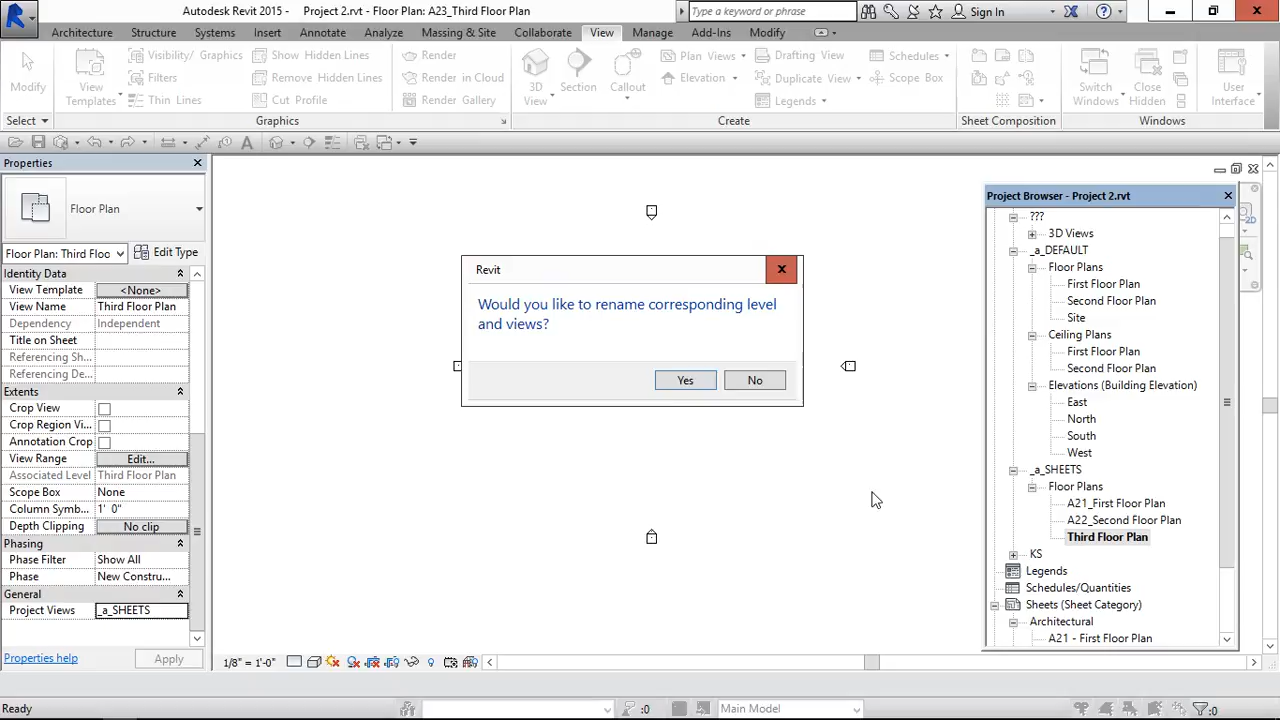 Autodesk Revit 2015 - Project 2.rvt - Floor Plan: A23_Third Floor Plan
Type a keyword or phrase
Sign In
Architecture Structure Systems Insert Annotate Analyze Massing & Site Collaborate View Manage Add-Ins Modify
Modify
View
Templates
Visibility/ Graphics
Filters
Thin Lines
Show Hidden Lines
Remove Hidden Lines
Cut Profile
Render
Render in Cloud
Render Gallery
3D
View
Section
Callout
Plan Views
Elevation
Drafting View
Duplicate View
Legends
Schedules
Scope Box
Switch
Windows
Close
Hidden
User
Interface
Select Graphics Create Sheet Composition Windows
Properties
Floor Plan
Floor Plan: Third Floo
Edit Type
Identity Data
View Template <None>
View Name Third Floor Plan
Dependency Independent
Title on Sheet
Referencing Sh...
Referencing De...
Extents
Crop View
Crop Region Vi...
Annotation Crop
View Range Edit...
Associated Level Third Floor Plan
Scope Box None
Column Symb... 1' 0"
Depth Clipping No clip
Phasing
Phase Filter Show All
Phase New Constru...
General
Project Views _a_SHEETS
Properties help
Apply
Revit
Would you like to rename corresponding level
and views?
Yes
No
Project Browser - Project 2.rvt
???
3D Views
_a_DEFAULT
Floor Plans
First Floor Plan
Second Floor Plan
Site
Ceiling Plans
First Floor Plan
Second Floor Plan
Elevations (Building Elevation)
East
North
South
West
_a_SHEETS
Floor Plans
A21_First Floor Plan
A22_Second Floor Plan
Third Floor Plan
KS
Legends
Schedules/Quantities
Sheets (Sheet Category)
Architectural
A21 - First Floor Plan
2D
1/8" = 1'-0"
Ready
:0
Main Model
:0